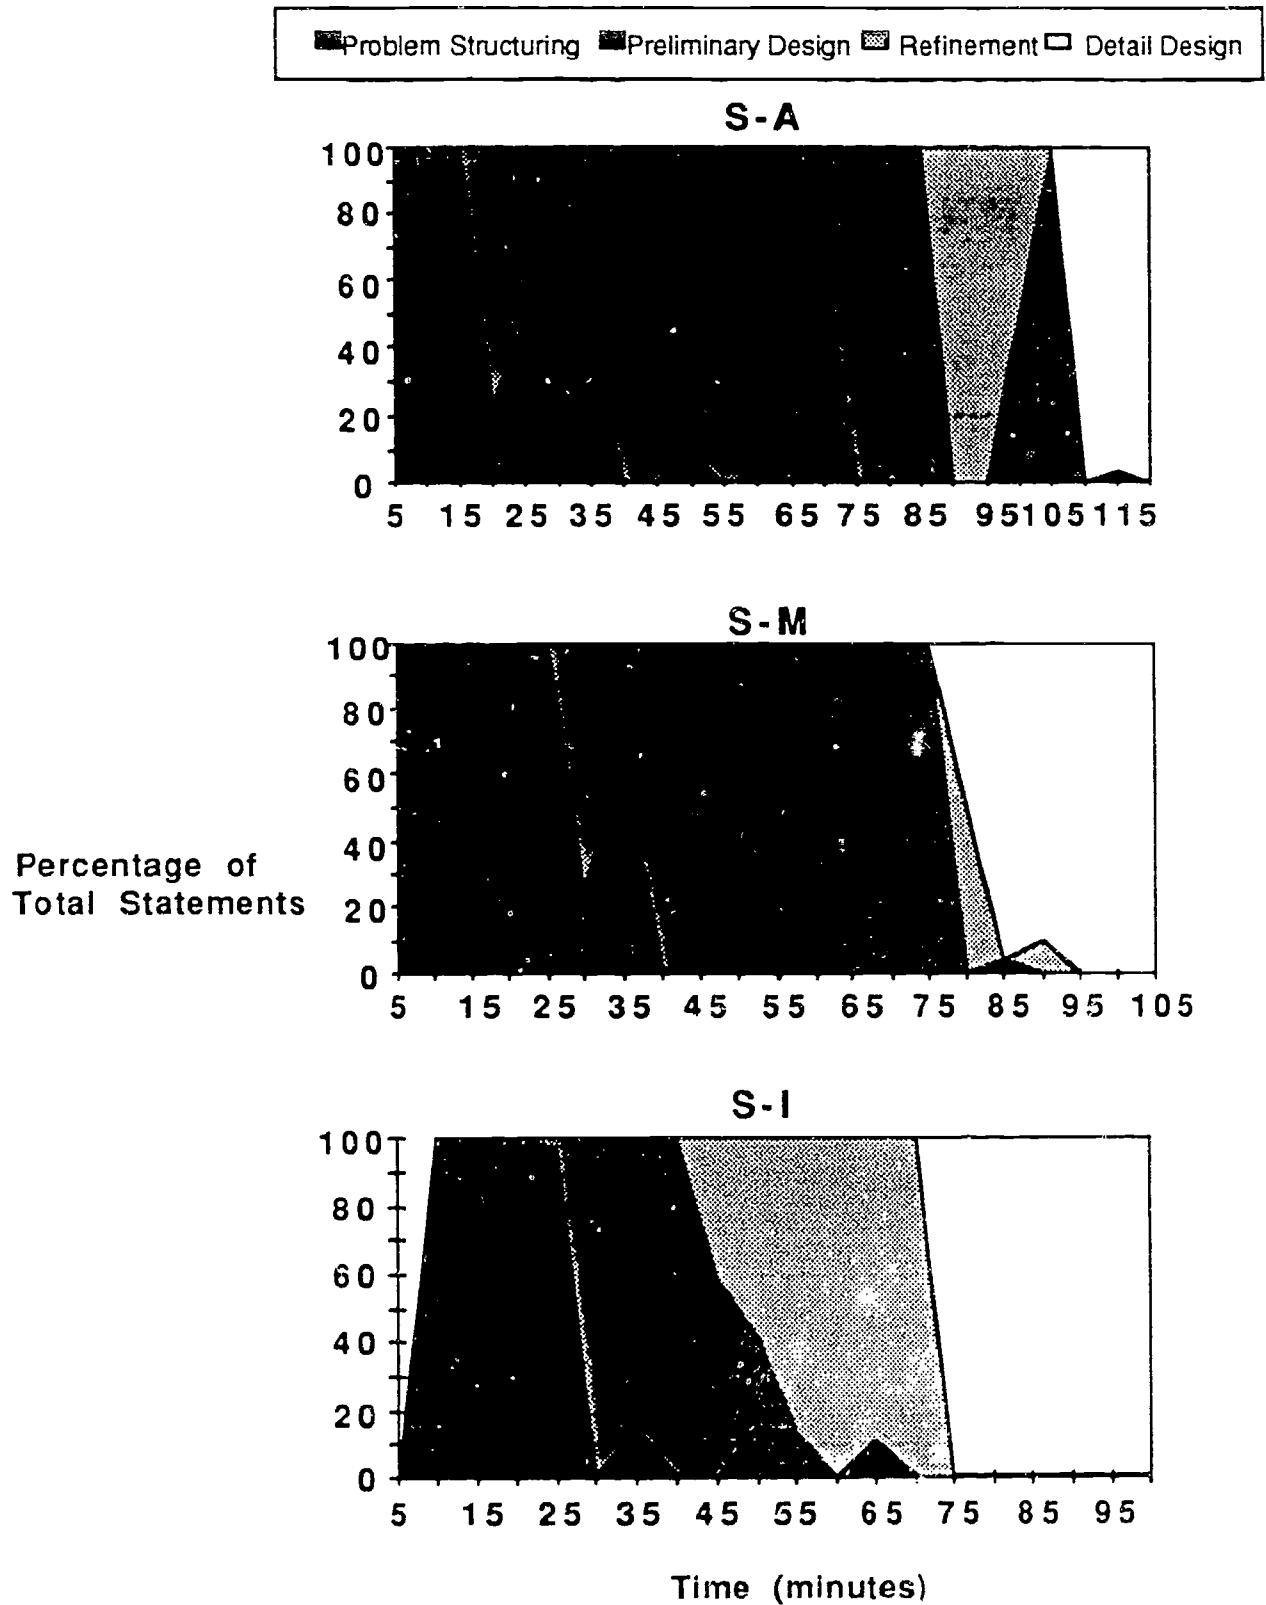 Problem Structuring Preliminary Design Refinement Detail Design
S-A
100
80
60
40
20
0
5 15 25 35 45 55 65 75 85 95 105 115
S-M
100
80
60
40
20
0
5 15 25 35 45 55 65 75 85 95 105
Percentage of
Total Statements
S-I
100
80
60
40
20
0
5 15 25 35 45 55 65 75 85 95
Time (minutes)